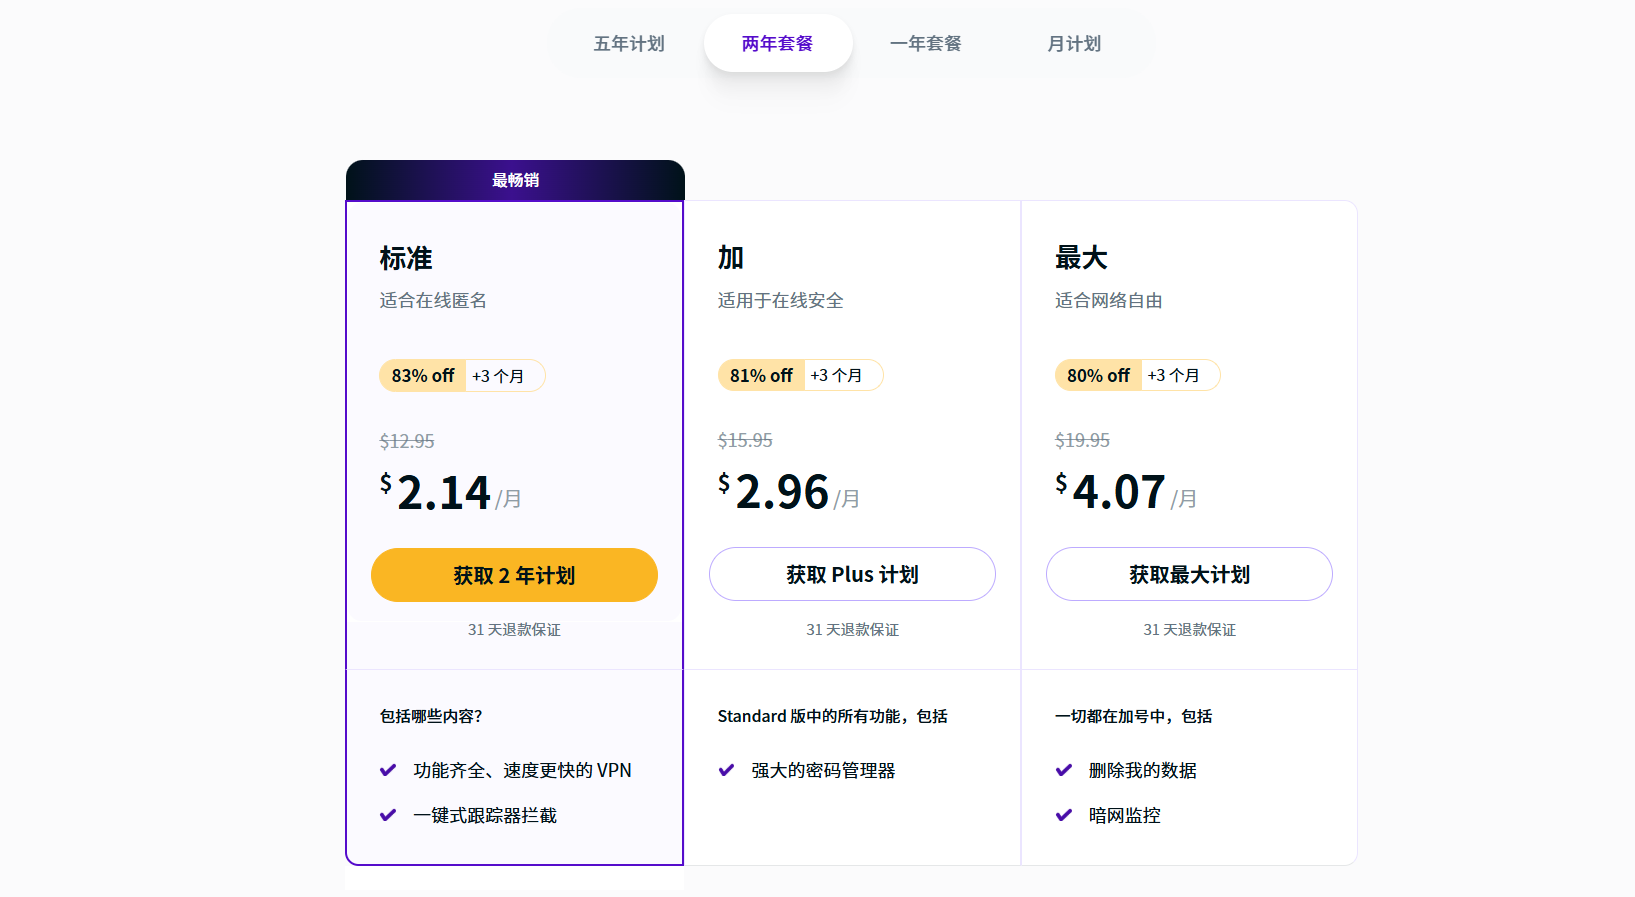 五年计划
两年套餐
一年套餐
月计划
最畅销
标准
适合在线匿名
83% off +3 个月
$12.95
$2.14/月
获取 2 年计划
31 天退款保证
包括哪些内容？
功能齐全、速度更快的 VPN
一键式跟踪器拦截
加
适用于在线安全
81% off +3 个月
$15.95
$2.96/月
获取 Plus 计划
31 天退款保证
Standard 版中的所有功能，包括
强大的密码管理器
最大
适合网络自由
80% off +3 个月
$19.95
$4.07/月
获取最大计划
31 天退款保证
一切都在加号中，包括
删除我的数据
暗网监控